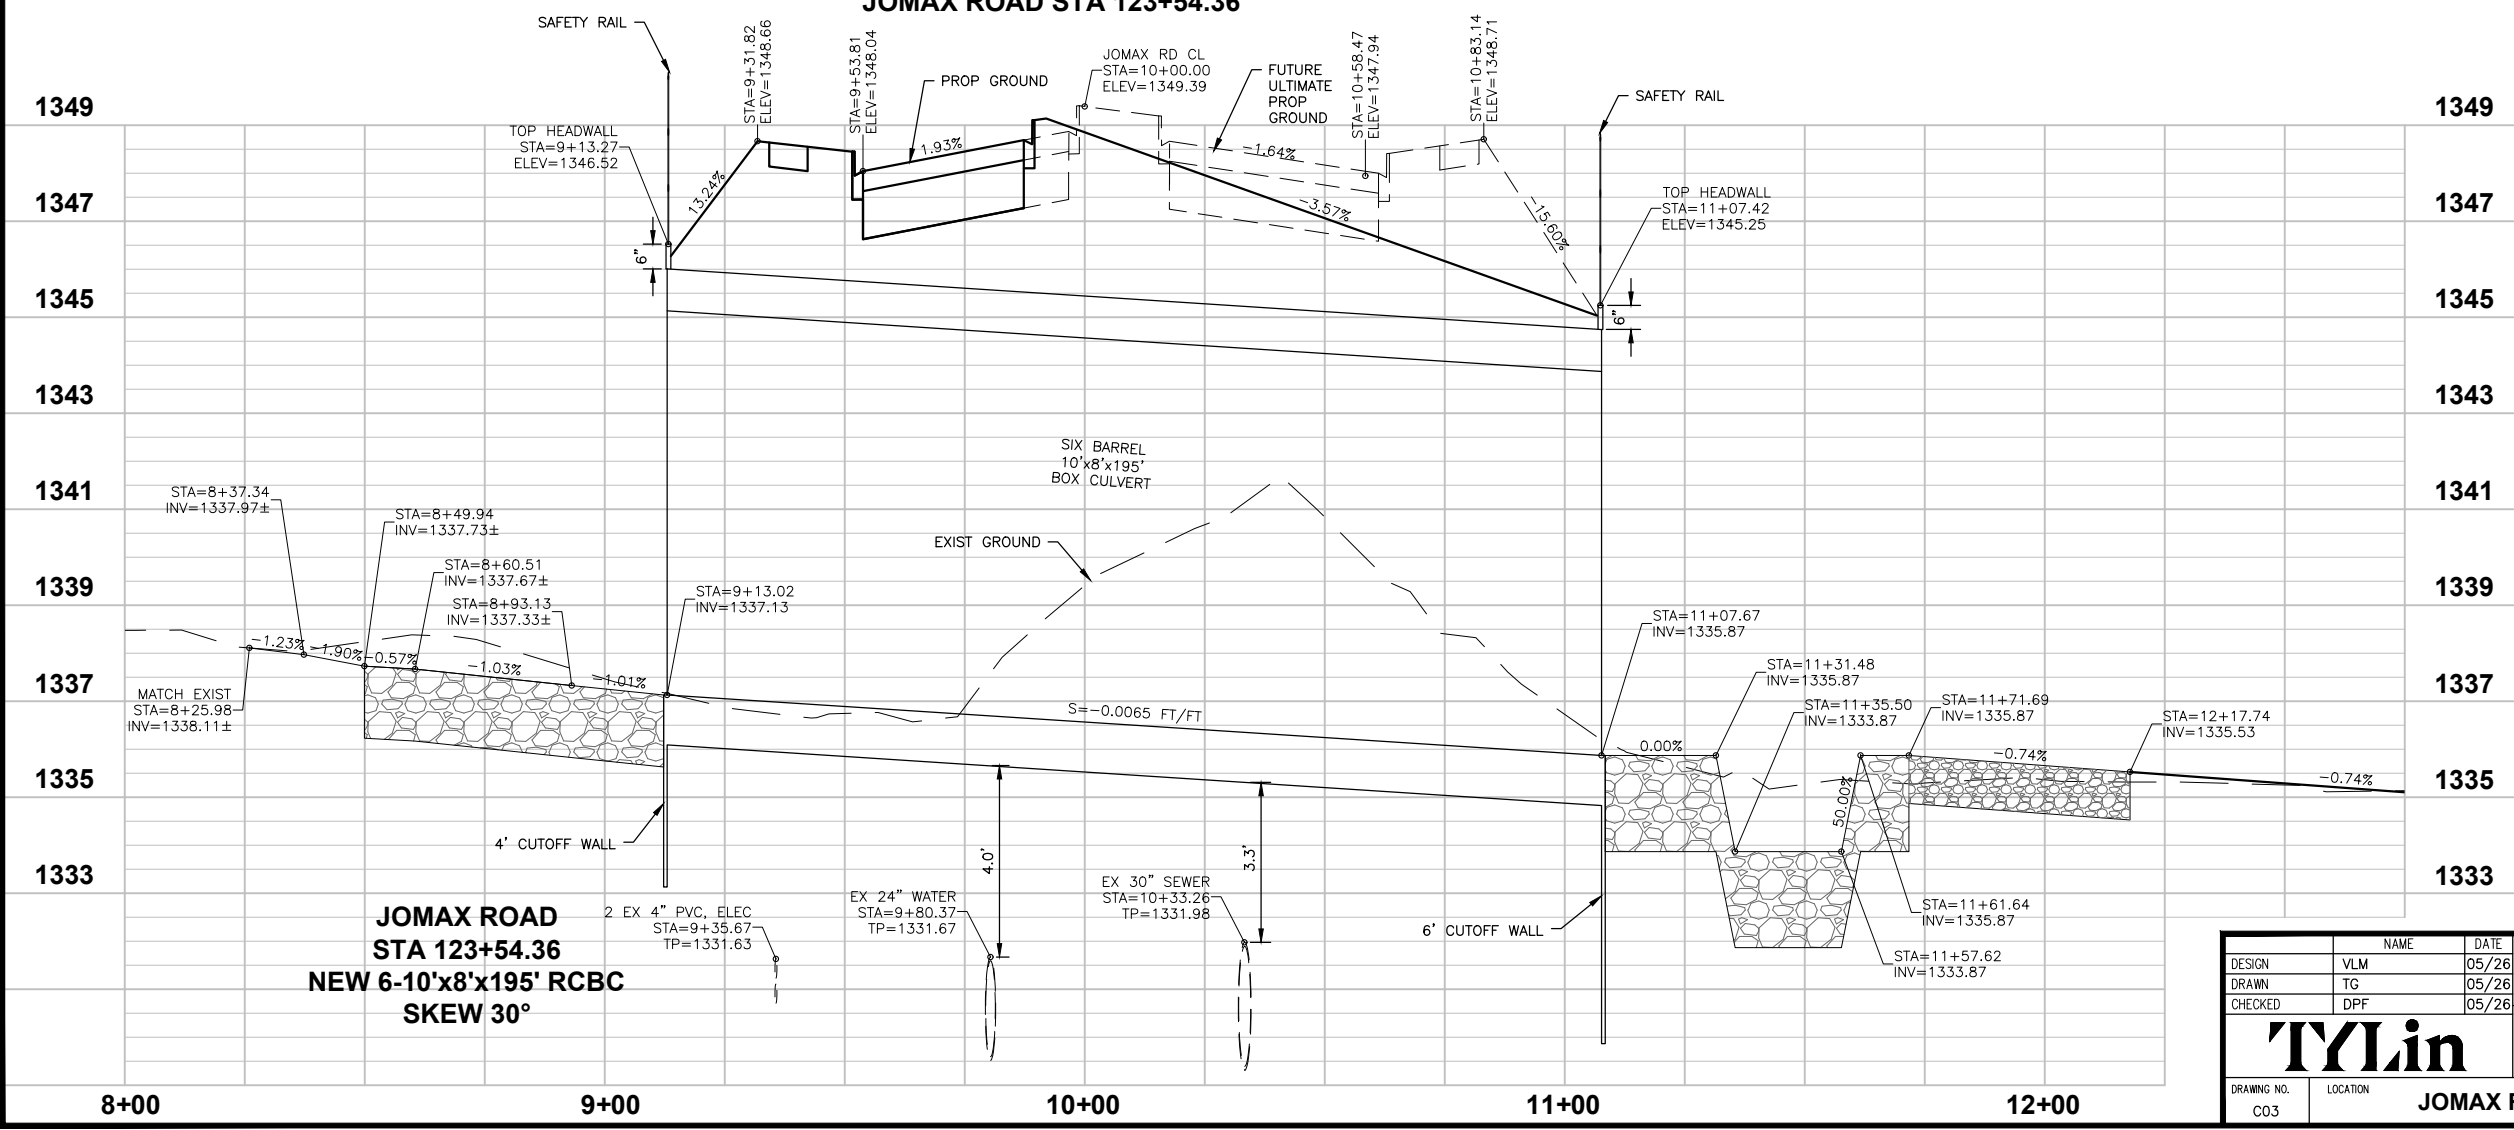 JOMAX ROAD STA 123+54.36
SAFETY RAIL
STA=9+31.82
ELEV=1348.66
STA=9+53.81
ELEV=1348.04
PROP GROUND
JOMAX RD CL
STA=10+00.00
ELEV=1349.39
FUTURE
ULTIMATE
PROP
GROUND
STA=10+58.47
ELEV=1347.94
STA=10+83.14
ELEV=1348.71
SAFETY RAIL
1349
1349
TOP HEADWALL
STA=9+13.27
ELEV=1346.52
13.24%
1.93%
-1.64%
-3.57%
-15.60%
TOP HEADWALL
STA=11+07.42
ELEV=1345.25
1347
1347
6"
6"
1345
1345
1343
1343
SIX BARREL
10'x8'x195'
BOX CULVERT
1341
1341
STA=8+37.34
INV=1337.97±
STA=8+49.94
INV=1337.73±
EXIST GROUND
STA=8+60.51
INV=1337.67±
STA=8+93.13
INV=1337.33±
1339
1339
STA=9+13.02
INV=1337.13
STA=11+07.67
INV=1335.87
-1.23%
-1.90%
-0.57%
-1.03%
-1.01%
1337
1337
MATCH EXIST
STA=8+25.98
INV=1338.11±
S=-0.0065 FT/FT
STA=11+31.48
INV=1335.87
STA=11+35.50
INV=1333.87
STA=11+71.69
INV=1335.87
STA=12+17.74
INV=1335.53
0.00%
-0.74%
-0.74%
50.00%
1335
1335
4' CUTOFF WALL
4.0'
3.3'
1333
1333
JOMAX ROAD
STA 123+54.36
NEW 6-10'x8'x195' RCBC
SKEW 30°
2 EX 4" PVC, ELEC
STA=9+35.67
TP=1331.63
EX 24" WATER
STA=9+80.37
TP=1331.67
EX 30" SEWER
STA=10+33.26
TP=1331.98
6' CUTOFF WALL
STA=11+61.64
INV=1335.87
STA=11+57.62
INV=1333.87
NAME DATE
DESIGN VLM 05/26
DRAWN TG 05/26
CHECKED DPF 05/26
TYLin
DRAWING NO. LOCATION
C03 JOMAX
8+00 9+00 10+00 11+00 12+00